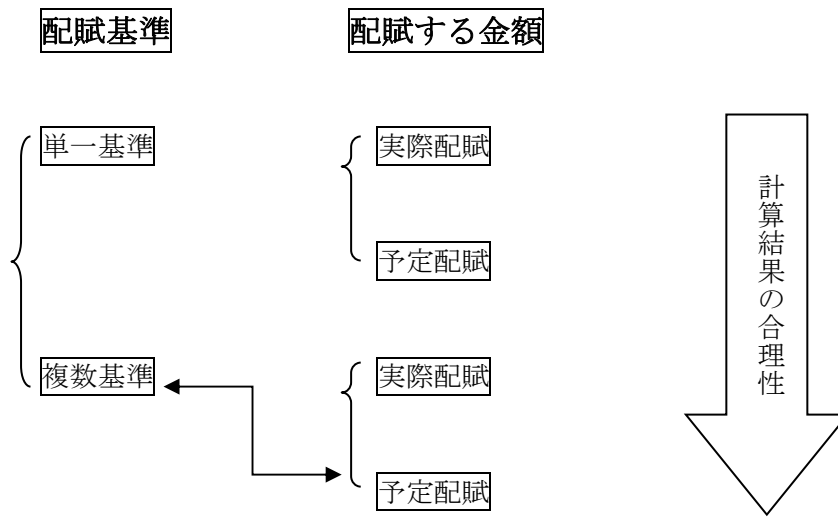 配賦基準
配賦する金額
単一基準
実際配賦
予定配賦
複数基準
実際配賦
予定配賦
計算結果の合理性